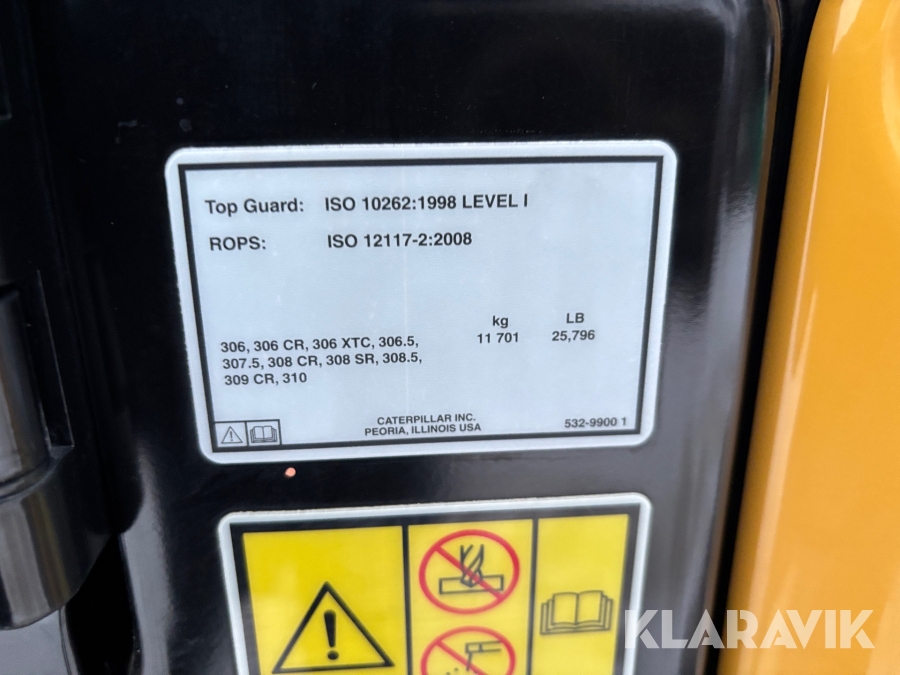 Top Guard: ISO 10262:1998 LEVEL I
ROPS: ISO 12117-2:2008
kg LB
306, 306 CR, 306 XTC, 306.5, 11 701 25,796
307.5, 308 CR, 308 SR, 308.5,
309 CR, 310
CATERPILLAR INC.
PEORIA, ILLINOIS USA
532-9900 1
KLARAVIK